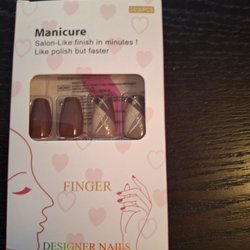 Manicure
Salon-Like finish in minutes !
Like polish but faster
FINGER
DESIGNER NAILS